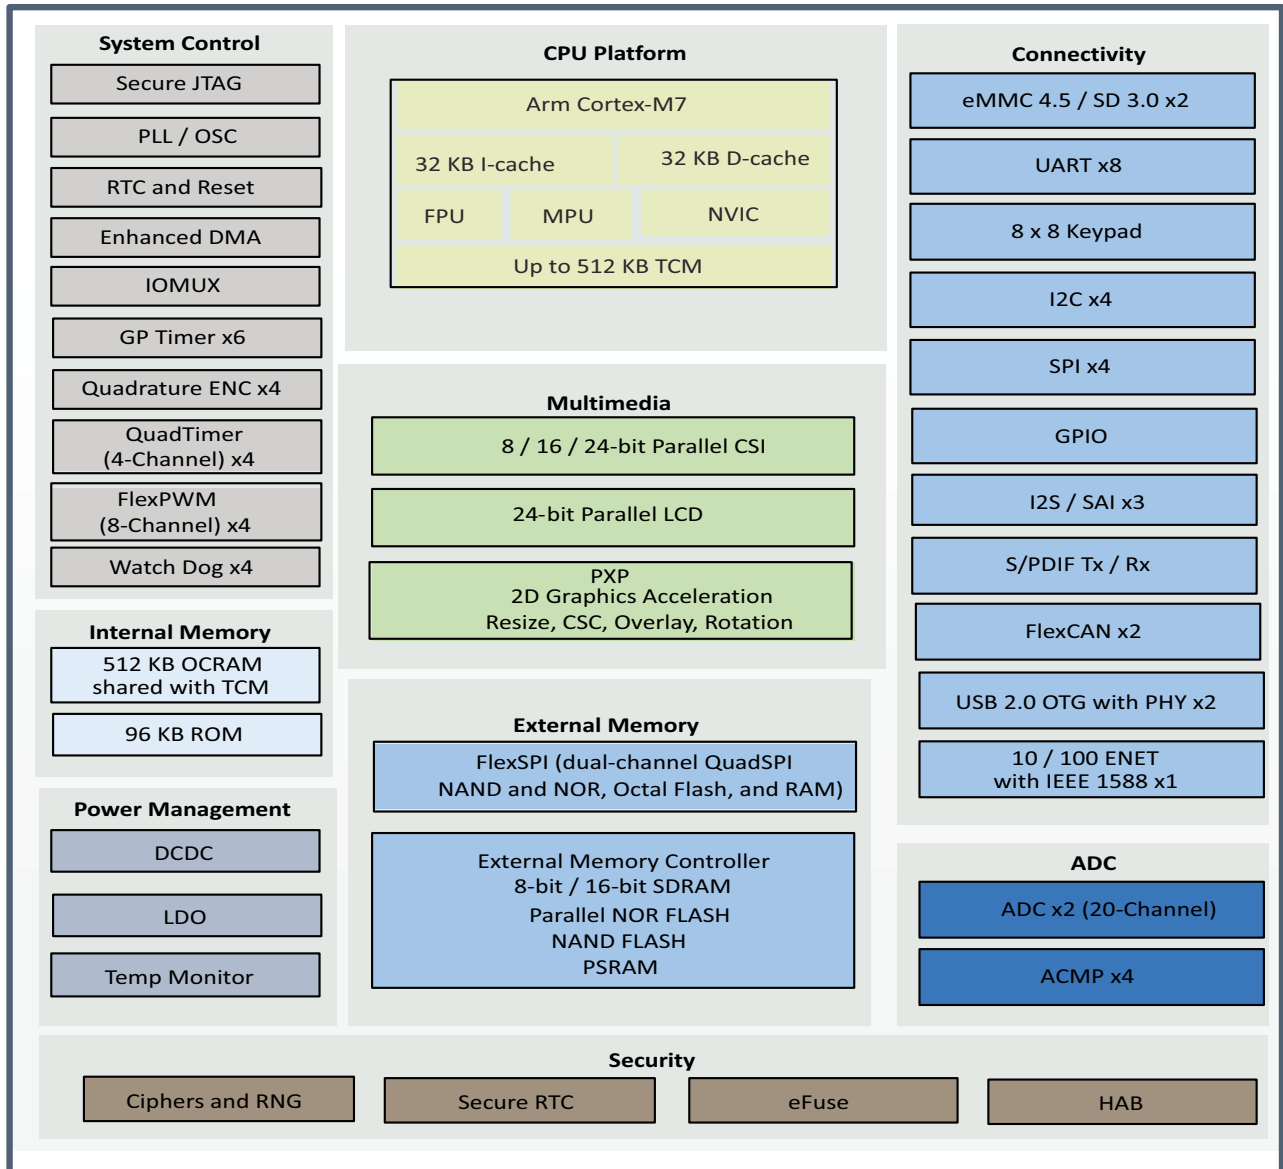 System Control
Secure JTAG
PLL / OSC
RTC and Reset
Enhanced DMA
IOMUX
GP Timer x6
Quadrature ENC x4
QuadTimer
(4-Channel) x4
FlexPWM
(8-Channel) x4
Watch Dog x4
Internal Memory
512 KB OCRAM
shared with TCM
96 KB ROM
Power Management
DCDC
LDO
Temp Monitor
CPU Platform
Arm Cortex-M7
32 KB I-cache
32 KB D-cache
FPU
MPU
NVIC
Up to 512 KB TCM
Multimedia
8 / 16 / 24-bit Parallel CSI
24-bit Parallel LCD
PXP
2D Graphics Acceleration
Resize, CSC, Overlay, Rotation
External Memory
FlexSPI (dual-channel QuadSPI
NAND and NOR, Octal Flash, and RAM)
External Memory Controller
8-bit / 16-bit SDRAM
Parallel NOR FLASH
NAND FLASH
PSRAM
Connectivity
eMMC 4.5 / SD 3.0 x2
UART x8
8 x 8 Keypad
I2C x4
SPI x4
GPIO
I2S / SAI x3
S/PDIF Tx / Rx
FlexCAN x2
USB 2.0 OTG with PHY x2
10 / 100 ENET
with IEEE 1588 x1
ADC
ADC x2 (20-Channel)
ACMP x4
Security
Ciphers and RNG
Secure RTC
eFuse
HAB